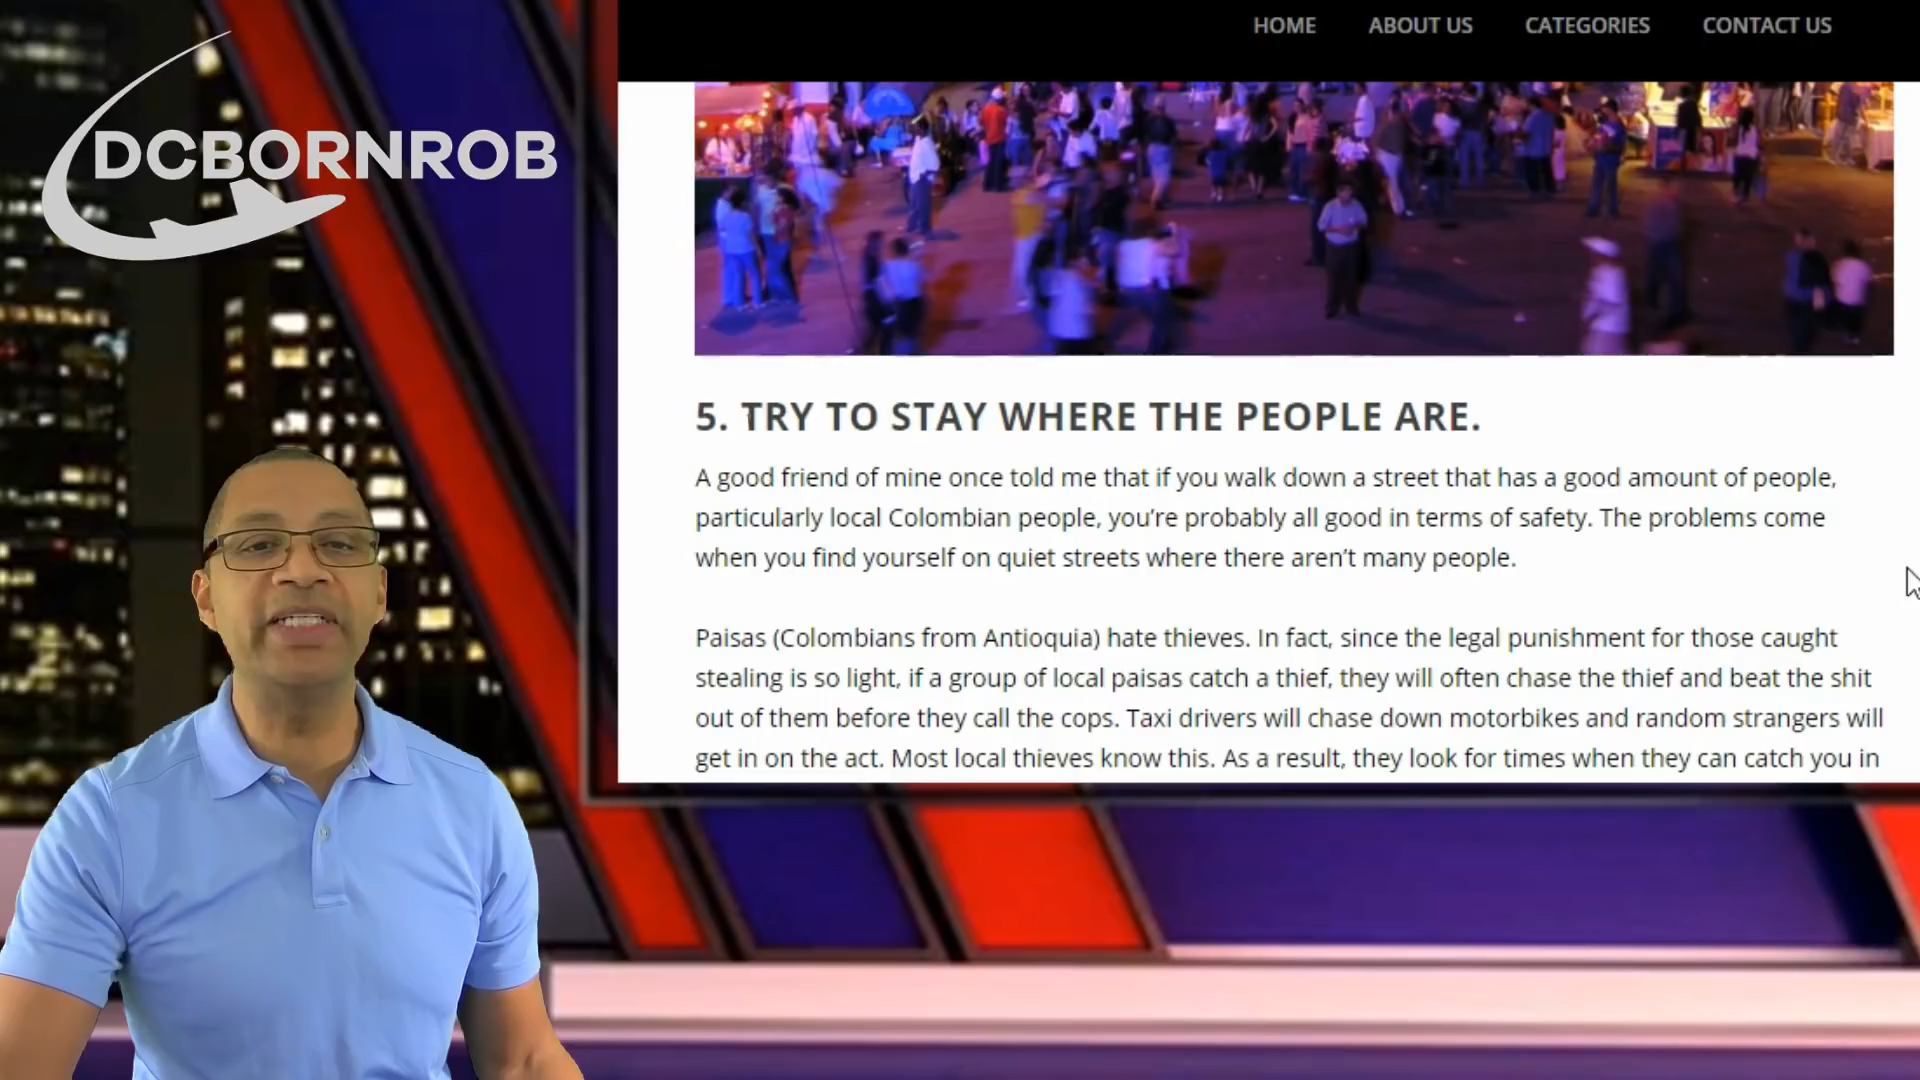 DCBORNROB
HOME ABOUT US CATEGORIES CONTACT US
5. TRY TO STAY WHERE THE PEOPLE ARE.
A good friend of mine once told me that if you walk down a street that has a good amount of people,
particularly local Colombian people, you’re probably all good in terms of safety. The problems come
when you find yourself on quiet streets where there aren’t many people.
Paisas (Colombians from Antioquia) hate thieves. In fact, since the legal punishment for those caught
stealing is so light, if a group of local paisas catch a thief, they will often chase the thief and beat the shit
out of them before they call the cops. Taxi drivers will chase down motorbikes and random strangers will
get in on the act. Most local thieves know this. As a result, they look for times when they can catch you in